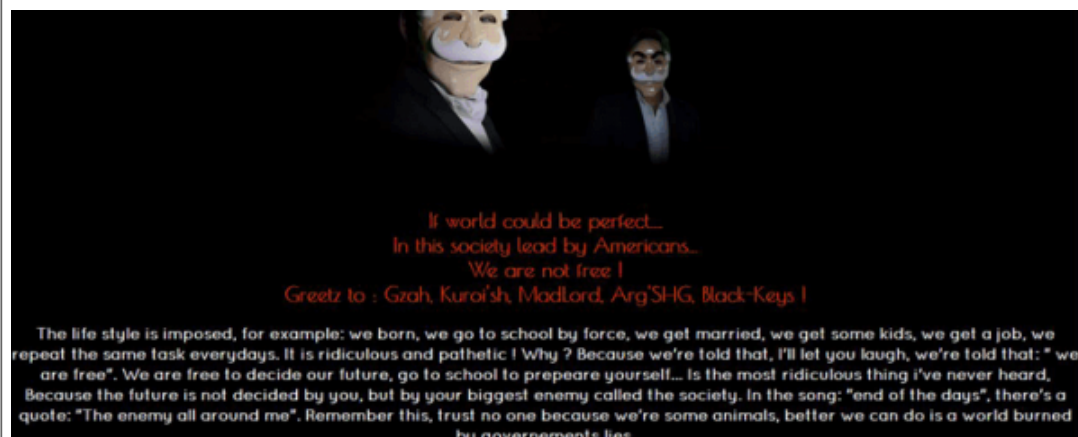 If world could be perfect...
In this society lead by Americans...
We are not free !
Greetz to : Gzah, Kuroi'sh, MadLord, Arg'SHG, Black-Keys !
The life style is imposed, for example: we born, we go to school by force, we get married, we get some kids, we get a job, we
repeat the same task everydays. It is ridiculous and pathetic ! Why ? Because we're told that, I'll let you laugh, we're told that: " we
are free". We are free to decide our future, go to school to prepeare yourself... Is the most ridiculous thing i've never heard,
Because the future is not decided by you, but by your biggest enemy called the society. In the song: "end of the days", there's a
quote: "The enemy all around me". Remember this, trust no one because we're some animals, better we can do is a world burned
by governements lies